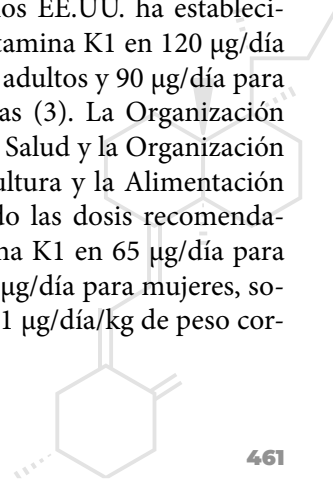 los EE.UU. ha estableci-
tamina K1 en 120 µg/día
adultos y 90 µg/día para
as (3). La Organización
Salud y la Organización
ultura y la Alimentación
do las dosis recomenda-
na K1 en 65 µg/día para
µg/día para mujeres, so-
1 µg/día/kg de peso cor-
461